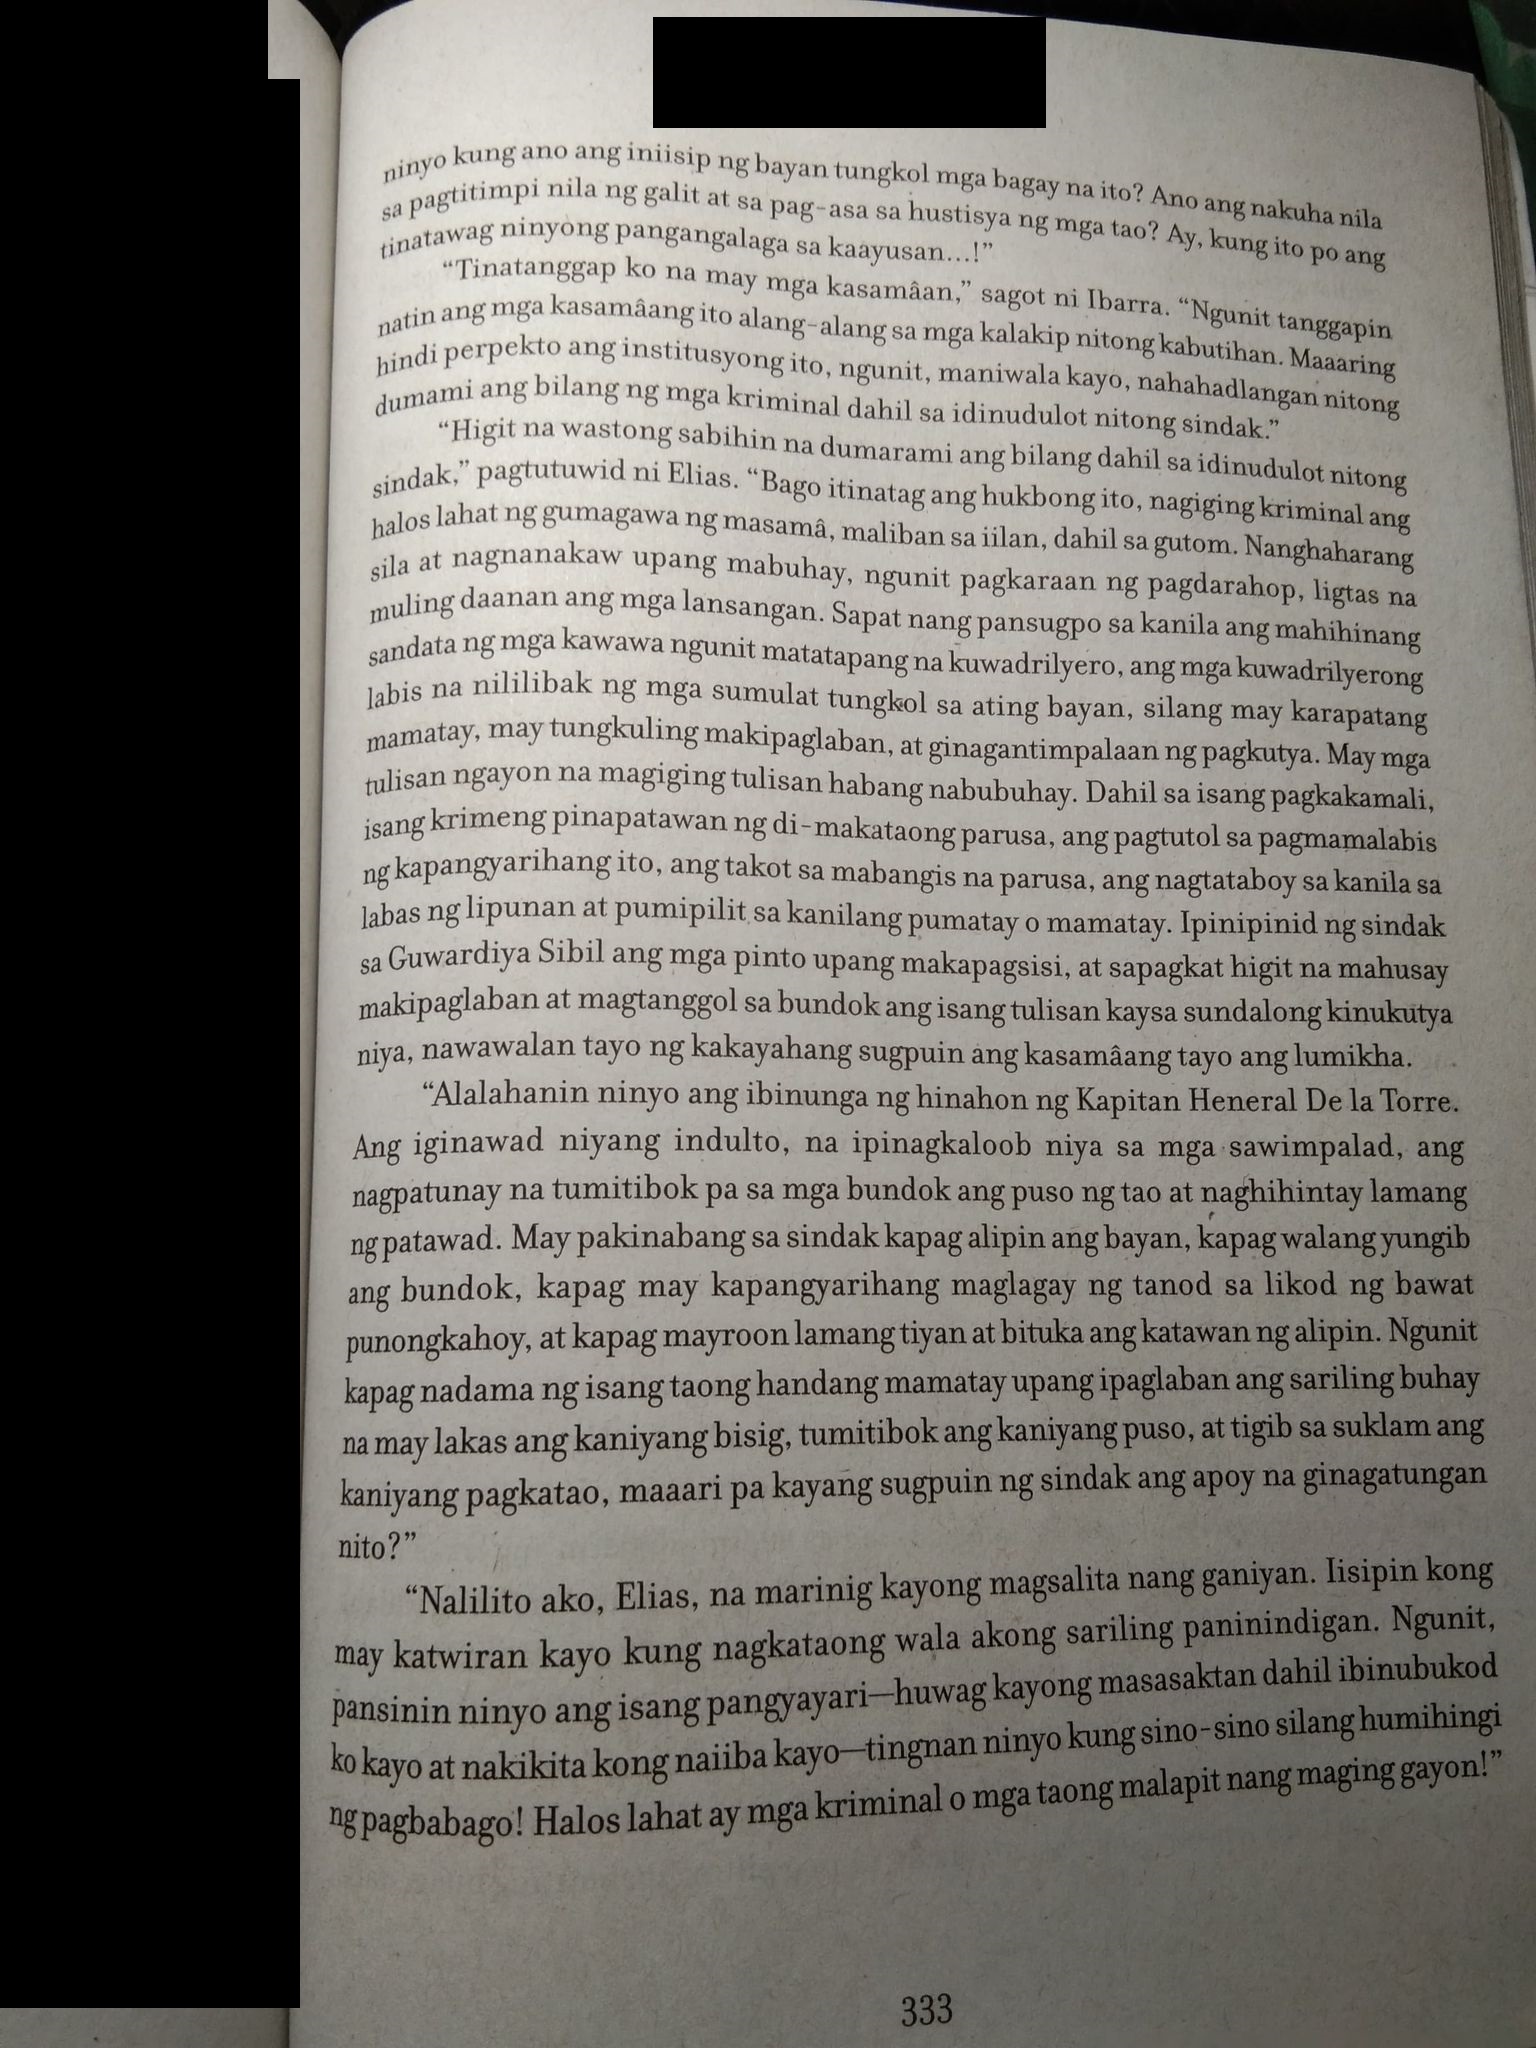 ninyo kung ano ang iniisip ng bayan tungkol mga bagay na ito? Ano ang nakuha nila
sa pagtitimpi nila ng galit at sa pag-asa sa hustisya ng mga tao? Ay, kung ito po ang
tinatawag ninyong pangangalaga sa kaayusan...!”
“Tinatanggap ko na may mga kasamâan,” sagot ni Ibarra. “Ngunit tanggapin
natin ang mga kasamâang ito alang-alang sa mga kalakip nitong kabutihan. Maaaring
hindi perpekto ang institusyong ito, ngunit, maniwala kayo, nahahadlangan nitong
dumami ang bilang ng mga kriminal dahil sa idinudulot nitong sindak.”
“Higit na wastong sabihin na dumarami ang bilang dahil sa idinudulot nitong
sindak,” pagtutuwid ni Elias. “Bago itinatag ang hukbong ito, nagiging kriminal ang
halos lahat ng gumagawa ng masamâ, maliban sa iilan, dahil sa gutom. Nanghaharang
sila at nagnanakaw upang mabuhay, ngunit pagkaraan ng pagdarahop, ligtas na
muling daanan ang mga lansangan. Sapat nang pansugpo sa kanila ang mahihinang
sandata ng mga kawawa ngunit matatapang na kuwadrilyero, ang mga kuwadrilyerong
labis na nililibak ng mga sumulat tungkol sa ating bayan, silang may karapatang
mamatay, may tungkuling makipaglaban, at ginagantimpalaan ng pagkutya. May mga
tulisan ngayon na magiging tulisan habang nabubuhay. Dahil sa isang pagkakamali,
isang krimeng pinapatawan ng di-makataong parusa, ang pagtutol sa pagmamalabis
ng kapangyarihang ito, ang takot sa mabangis na parusa, ang nagtataboy sa kanila sa
labas ng lipunan at pumipilit sa kanilang pumatay o mamatay. Ipinipinid ng sindak
sa Guwardiya Sibil ang mga pinto upang makapagsisi, at sapagkat higit na mahusay
makipaglaban at magtanggol sa bundok ang isang tulisan kaysa sundalong kinukutya
niya, nawawalan tayo ng kakayahang sugpuin ang kasamâang tayo ang lumikha.
“Alalahanin ninyo ang ibinunga ng hinahon ng Kapitan Heneral De la Torre.
Ang iginawad niyang indulto, na ipinagkaloob niya sa mga sawimpalad, ang
nagpatunay na tumitibok pa sa mga bundok ang puso ng tao at naghihintay lamang
ng patawad. May pakinabang sa sindak kapag alipin ang bayan, kapag walang yungib
ang bundok, kapag may kapangyarihang maglagay ng tanod sa likod ng bawat
punongkahoy, at kapag mayroon lamang tiyan at bituka ang katawan ng alipin. Ngunit
kapag nadama ng isang taong handang mamatay upang ipaglaban ang sariling buhay
na may lakas ang kaniyang bisig, tumitibok ang kaniyang puso, at tigib sa suklam ang
kaniyang pagkatao, maaari pa kayang sugpuin ng sindak ang apoy na ginagatungan
nito?”
“Nalilito ako, Elias, na marinig kayong magsalita nang ganiyan. Iisipin kong
may katwiran kayo kung nagkataong wala akong sariling paninindigan. Ngunit,
pansinin ninyo ang isang pangyayari—huwag kayong masasaktan dahil ibinubukod
ko kayo at nakikita kong naiiba kayo—tingnan ninyo kung sino-sino silang humihingi
ng pagbabago! Halos lahat ay mga kriminal o mga taong malapit nang maging gayon!”
333